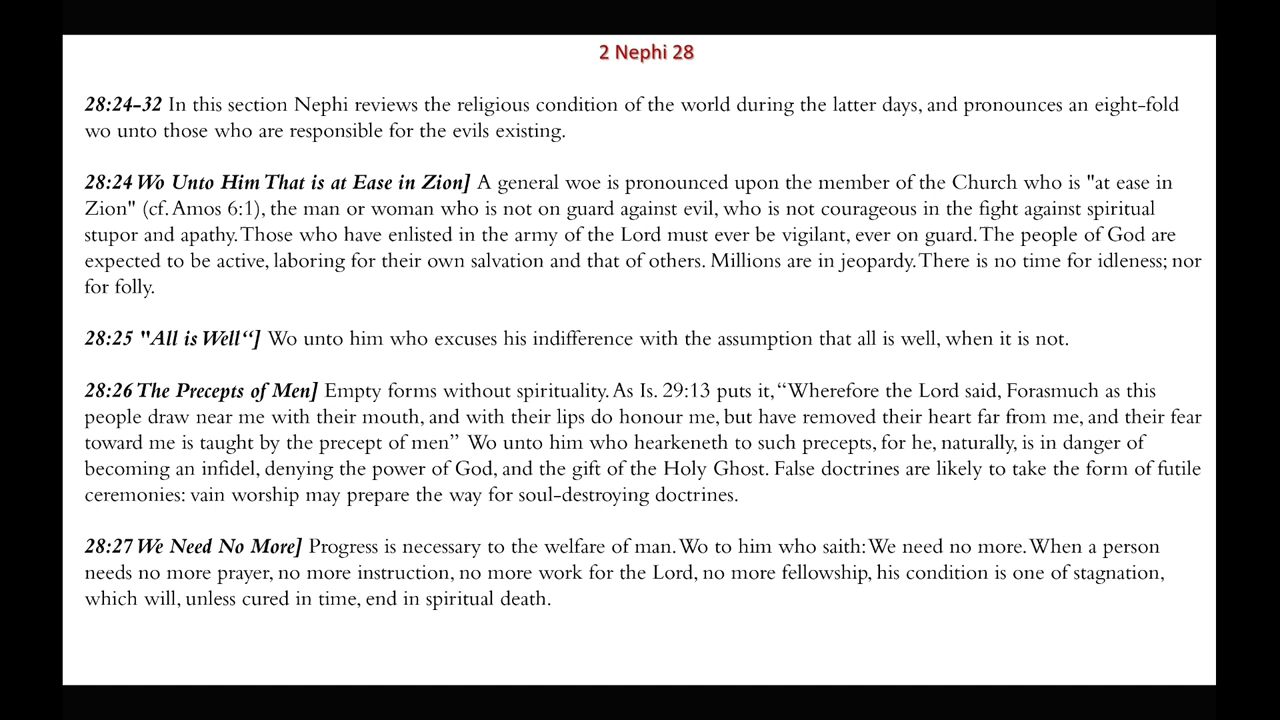 2 Nephi 28
28:24-32 In this section Nephi reviews the religious condition of the world during the latter days, and pronounces an eight-fold
wo unto those who are responsible for the evils existing.
28:24 Wo Unto Him That is at Ease in Zion] A general woe is pronounced upon the member of the Church who is "at ease in
Zion" (cf. Amos 6:1), the man or woman who is not on guard against evil, who is not courageous in the fight against spiritual
stupor and apathy. Those who have enlisted in the army of the Lord must ever be vigilant, ever on guard. The people of God are
expected to be active, laboring for their own salvation and that of others. Millions are in jeopardy. There is no time for idleness; nor
for folly.
28:25 "All is Well“] Wo unto him who excuses his indifference with the assumption that all is well, when it is not.
28:26 The Precepts of Men] Empty forms without spirituality. As Is. 29:13 puts it, “Wherefore the Lord said, Forasmuch as this
people draw near me with their mouth, and with their lips do honour me, but have removed their heart far from me, and their fear
toward me is taught by the precept of men” Wo unto him who hearkeneth to such precepts, for he, naturally, is in danger of
becoming an infidel, denying the power of God, and the gift of the Holy Ghost. False doctrines are likely to take the form of futile
ceremonies: vain worship may prepare the way for soul-destroying doctrines.
28:27 We Need No More] Progress is necessary to the welfare of man. Wo to him who saith: We need no more. When a person
needs no more prayer, no more instruction, no more work for the Lord, no more fellowship, his condition is one of stagnation,
which will, unless cured in time, end in spiritual death.